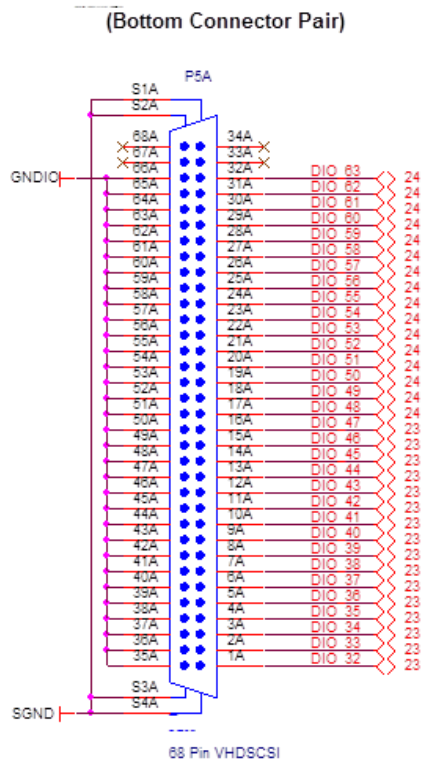 (Bottom Connector Pair)
P5A
S1A
S2A
68A 34A
67A 33A
GNDIO 66A 32A DIO 63 24
65A 31A DIO 62 24
64A 30A DIO 61 24
63A 29A DIO 60 24
62A 28A DIO 59 24
61A 27A DIO 58 24
60A 26A DIO 57 24
59A 25A DIO 56 24
58A 24A DIO 55 24
57A 23A DIO 54 24
56A 22A DIO 53 24
55A 21A DIO 52 24
54A 20A DIO 51 24
53A 19A DIO 50 24
52A 18A DIO 49 24
51A 17A DIO 48 24
50A 16A DIO 47 23
49A 15A DIO 46 23
48A 14A DIO 45 23
47A 13A DIO 44 23
46A 12A DIO 43 23
45A 11A DIO 42 23
44A 10A DIO 41 23
43A 9A DIO 40 23
42A 8A DIO 39 23
41A 7A DIO 38 23
40A 6A DIO 37 23
39A 5A DIO 36 23
38A 4A DIO 35 23
37A 3A DIO 34 23
36A 2A DIO 33 23
35A 1A DIO 32 23
S3A
SGND S4A
68 Pin VHDSCSI